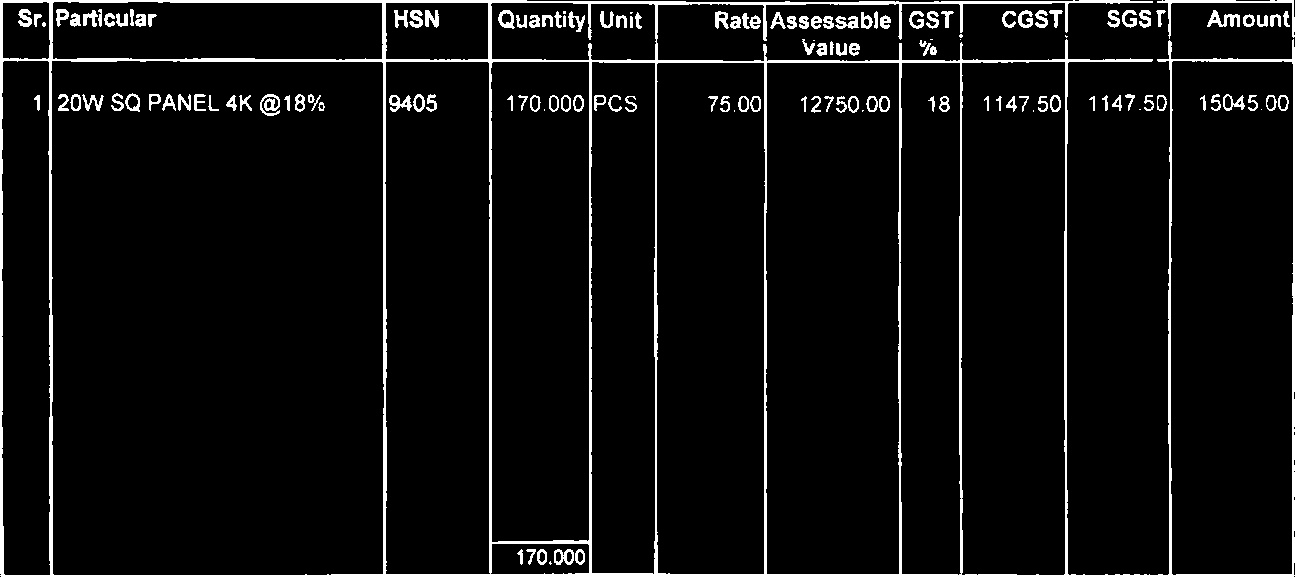 Sr. Particular HSN Quantity Unit Rate Assessable Value GST % CGST SGST Amount
1 20W SQ PANEL 4K @18% 9405 170.000 PCS 75.00 12750.00 18 1147.50 1147.50 15045.00
170.000